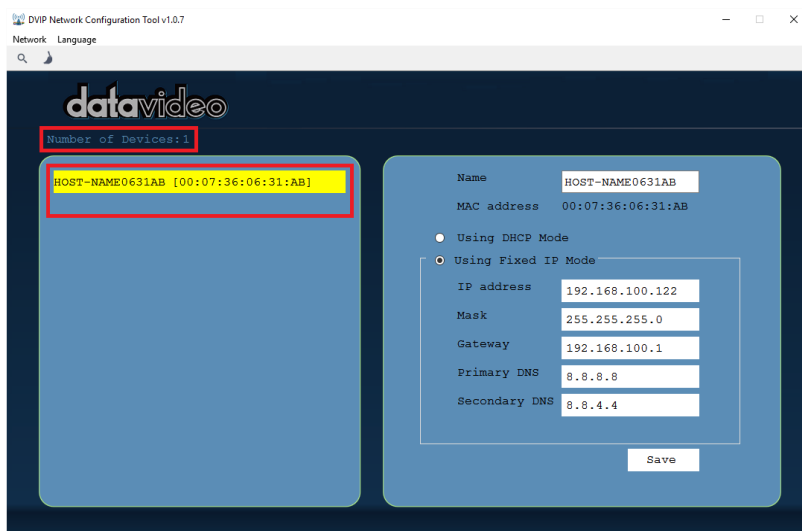 DVIP Network Configuration Tool v1.0.7
Network Language
datavideo
Number of Devices:1
HOST-NAME0631AB [00:07:36:06:31:AB]
Name HOST-NAME0631AB
MAC address 00:07:36:06:31:AB
Using DHCP Mode
Using Fixed IP Mode
IP address 192.168.100.122
Mask 255.255.255.0
Gateway 192.168.100.1
Primary DNS 8.8.8.8
Secondary DNS 8.8.4.4
Save